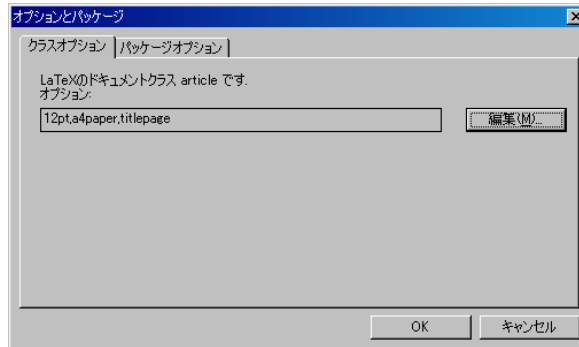 オプションとパッケージ
クラスオプション パッケージオプション
LaTeXのドキュメントクラス article です.
オプション:
12pt,a4paper,titlepage 編集(M)...
OK キャンセル